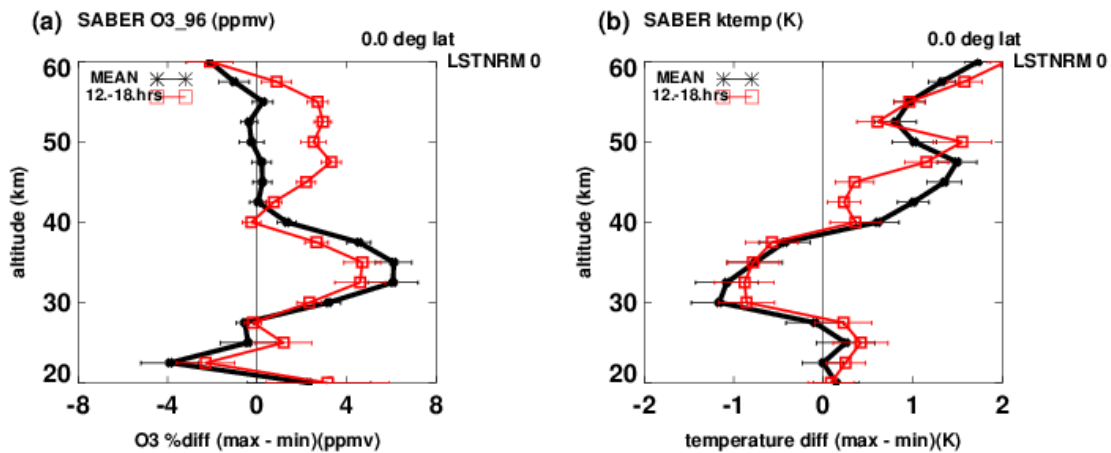 (a) SABER O3_96 (ppmv)
0.0 deg lat
LSTNRM 0
MEAN
12.-18.hrs
60
50
40
30
20
altitude (km)
-8 -4 0 4 8
O3 %diff (max - min)(ppmv)
(b) SABER ktemp (K)
0.0 deg lat
LSTNRM 0
MEAN
12.-18.hrs
60
50
40
30
20
altitude (km)
-2 -1 0 1 2
temperature diff (max - min)(K)